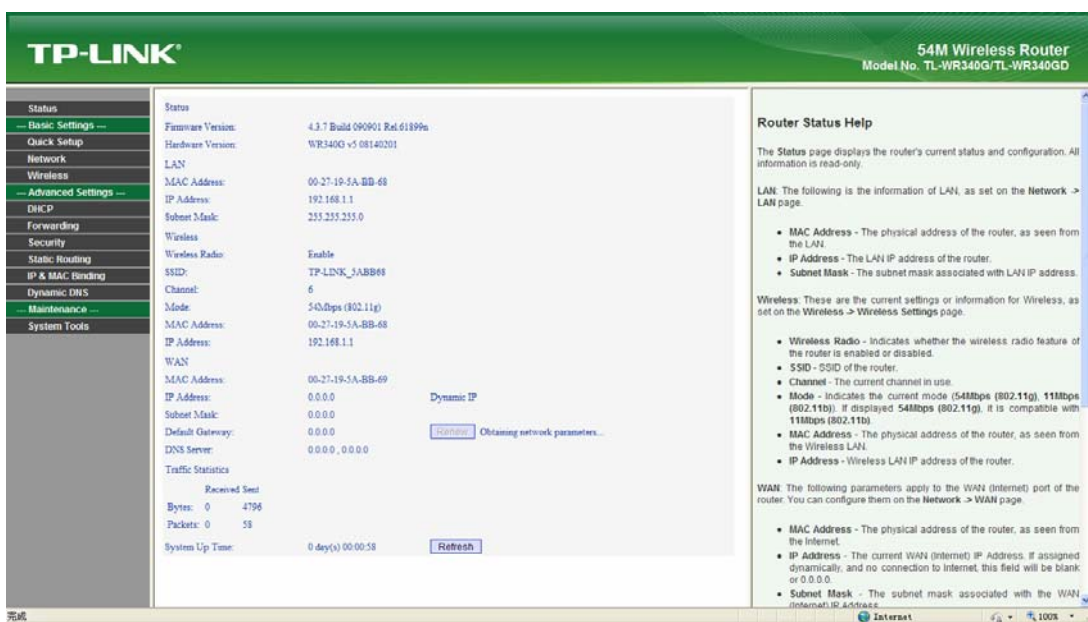 TP-LINK®
54M Wireless Router
Model No. TL-WR340G/TL-WR340GD
Status
--- Basic Settings ---
Quick Setup
Network
Wireless
--- Advanced Settings ---
DHCP
Forwarding
Security
Static Routing
IP & MAC Binding
Dynamic DNS
--- Maintenance ---
System Tools
Status
Firmware Version: 4.3.7 Build 090901 Rel.61899n
Hardware Version: WR340G v5 08140201
LAN
MAC Address: 00-27-19-5A-BB-68
IP Address: 192.168.1.1
Subnet Mask: 255.255.255.0
Wireless
Wireless Radio: Enable
SSID: TP-LINK_5ABB68
Channel: 6
Mode: 54Mbps (802.11g)
MAC Address: 00-27-19-5A-BB-68
IP Address: 192.168.1.1
WAN
MAC Address: 00-27-19-5A-BB-69
IP Address: 0.0.0.0 Dynamic IP
Subnet Mask: 0.0.0.0
Default Gateway: 0.0.0.0 Renew Obtaining network parameters...
DNS Server: 0.0.0.0 , 0.0.0.0
Traffic Statistics
Received Sent
Bytes: 0 4796
Packets: 0 58
System Up Time: 0 day(s) 00:00:58 Refresh
Router Status Help
The Status page displays the router's current status and configuration. All
information is read-only.
LAN: The following is the information of LAN, as set on the Network ->
LAN page.
• MAC Address - The physical address of the router, as seen from
the LAN.
• IP Address - The LAN IP address of the router.
• Subnet Mask - The subnet mask associated with LAN IP address.
Wireless: These are the current settings or information for Wireless, as
set on the Wireless -> Wireless Settings page.
• Wireless Radio - Indicates whether the wireless radio feature of
the router is enabled or disabled.
• SSID - SSID of the router.
• Channel - The current channel in use.
• Mode - Indicates the current mode (54Mbps (802.11g), 11Mbps
(802.11b)). If displayed 54Mbps (802.11g), it is compatible with
11Mbps (802.11b).
• MAC Address - The physical address of the router, as seen from
the Wireless LAN.
• IP Address - Wireless LAN IP address of the router.
WAN: The following parameters apply to the WAN (Internet) port of the
router. You can configure them on the Network -> WAN page.
• MAC Address - The physical address of the router, as seen from
the Internet.
• IP Address - The current WAN (Internet) IP Address. If assigned
dynamically, and no connection to Internet, this field will be blank
or 0.0.0.0.
• Subnet Mask - The subnet mask associated with the WAN
(Internet) IP Address
完成 Internet 100%